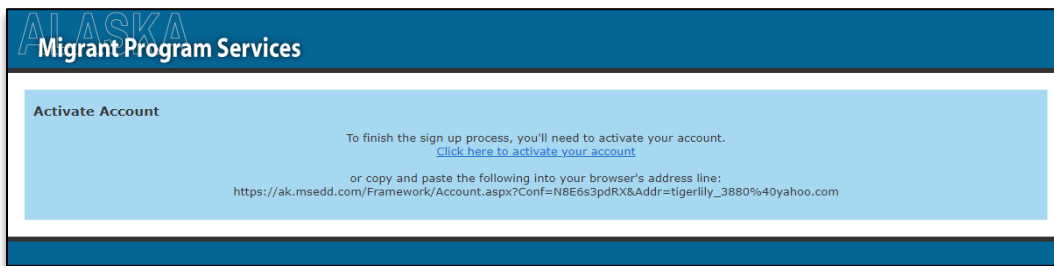 ALASKA
Migrant Program Services
Activate Account
To finish the sign up process, you'll need to activate your account.
Click here to activate your account
or copy and paste the following into your browser's address line:
https://ak.msedd.com/Framework/Account.aspx?Conf=N8E6s3pdRX&Addr=tigerlily_3880%40yahoo.com